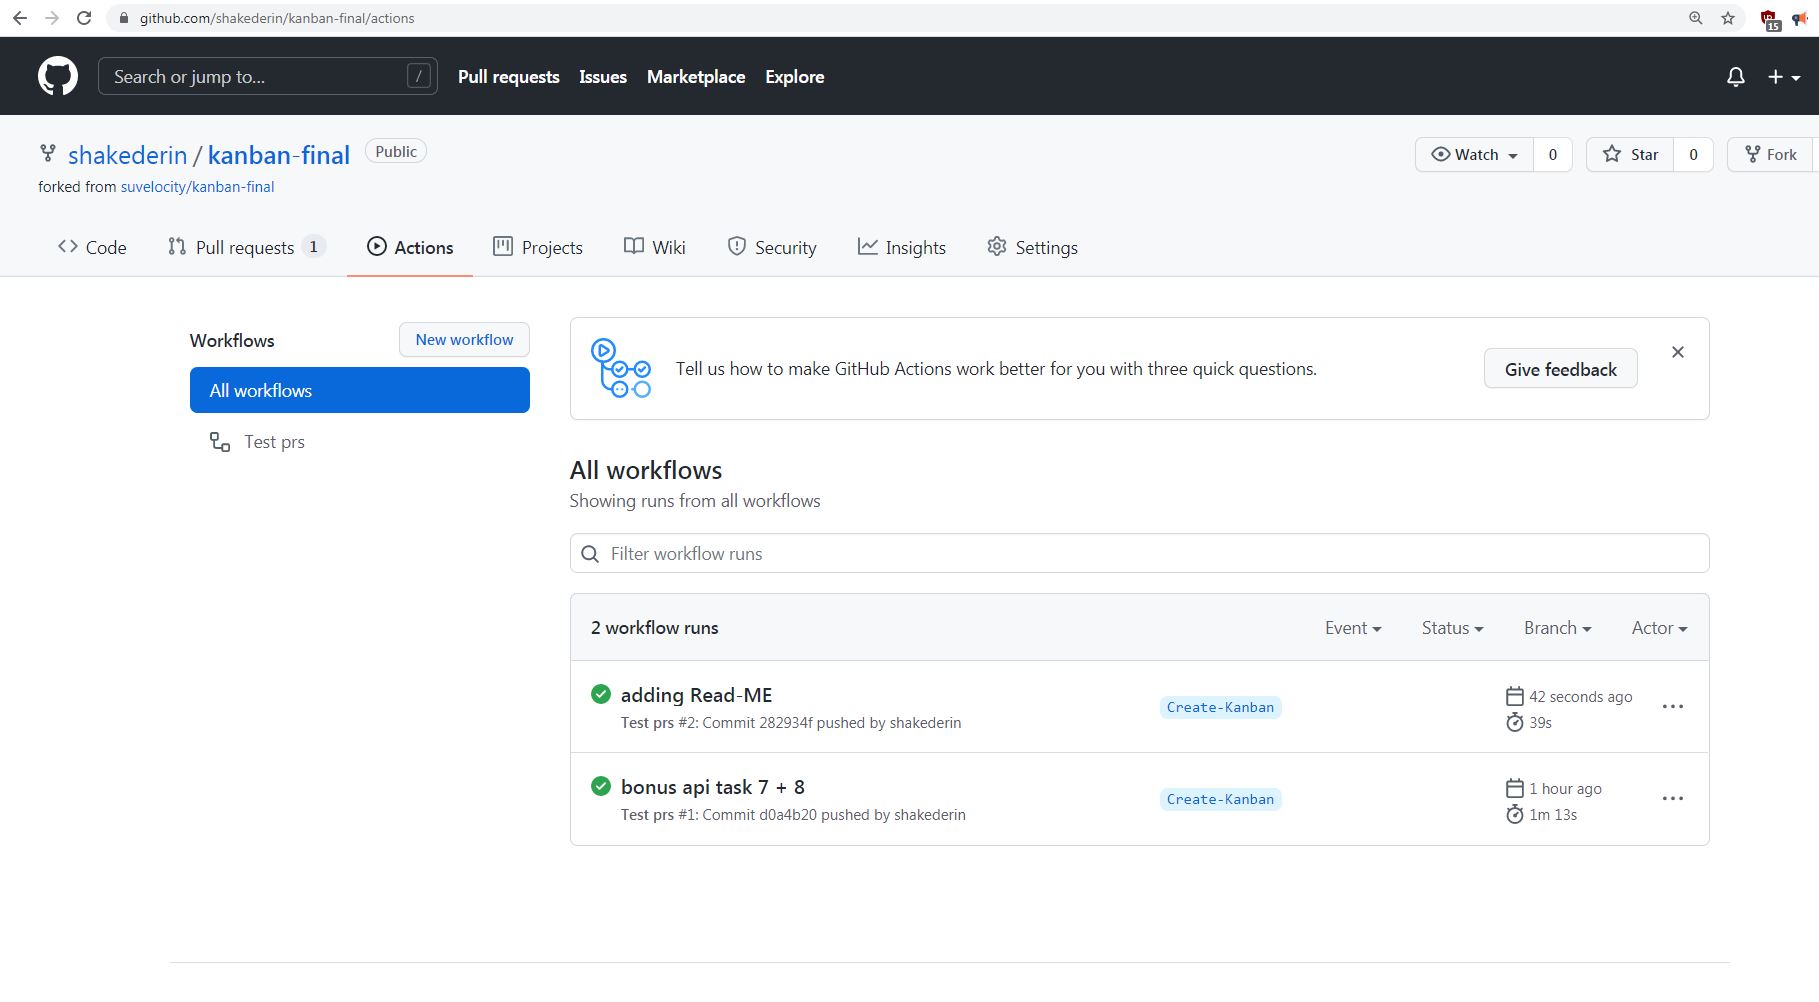 github.com/shakederin/kanban-final/actions
15
Search or jump to... /
Pull requests Issues Marketplace Explore
shakederin / kanban-final Public
Watch 0 Star 0 Fork
forked from suvelocity/kanban-final
Code Pull requests 1 Actions Projects Wiki Security Insights Settings
Workflows New workflow
All workflows
Test prs
Tell us how to make GitHub Actions work better for you with three quick questions. Give feedback
All workflows
Showing runs from all workflows
Filter workflow runs
2 workflow runs Event Status Branch Actor
adding Read-ME
Test prs #2: Commit 282934f pushed by shakederin
Create-Kanban
42 seconds ago
39s
bonus api task 7 + 8
Test prs #1: Commit d0a4b20 pushed by shakederin
Create-Kanban
1 hour ago
1m 13s